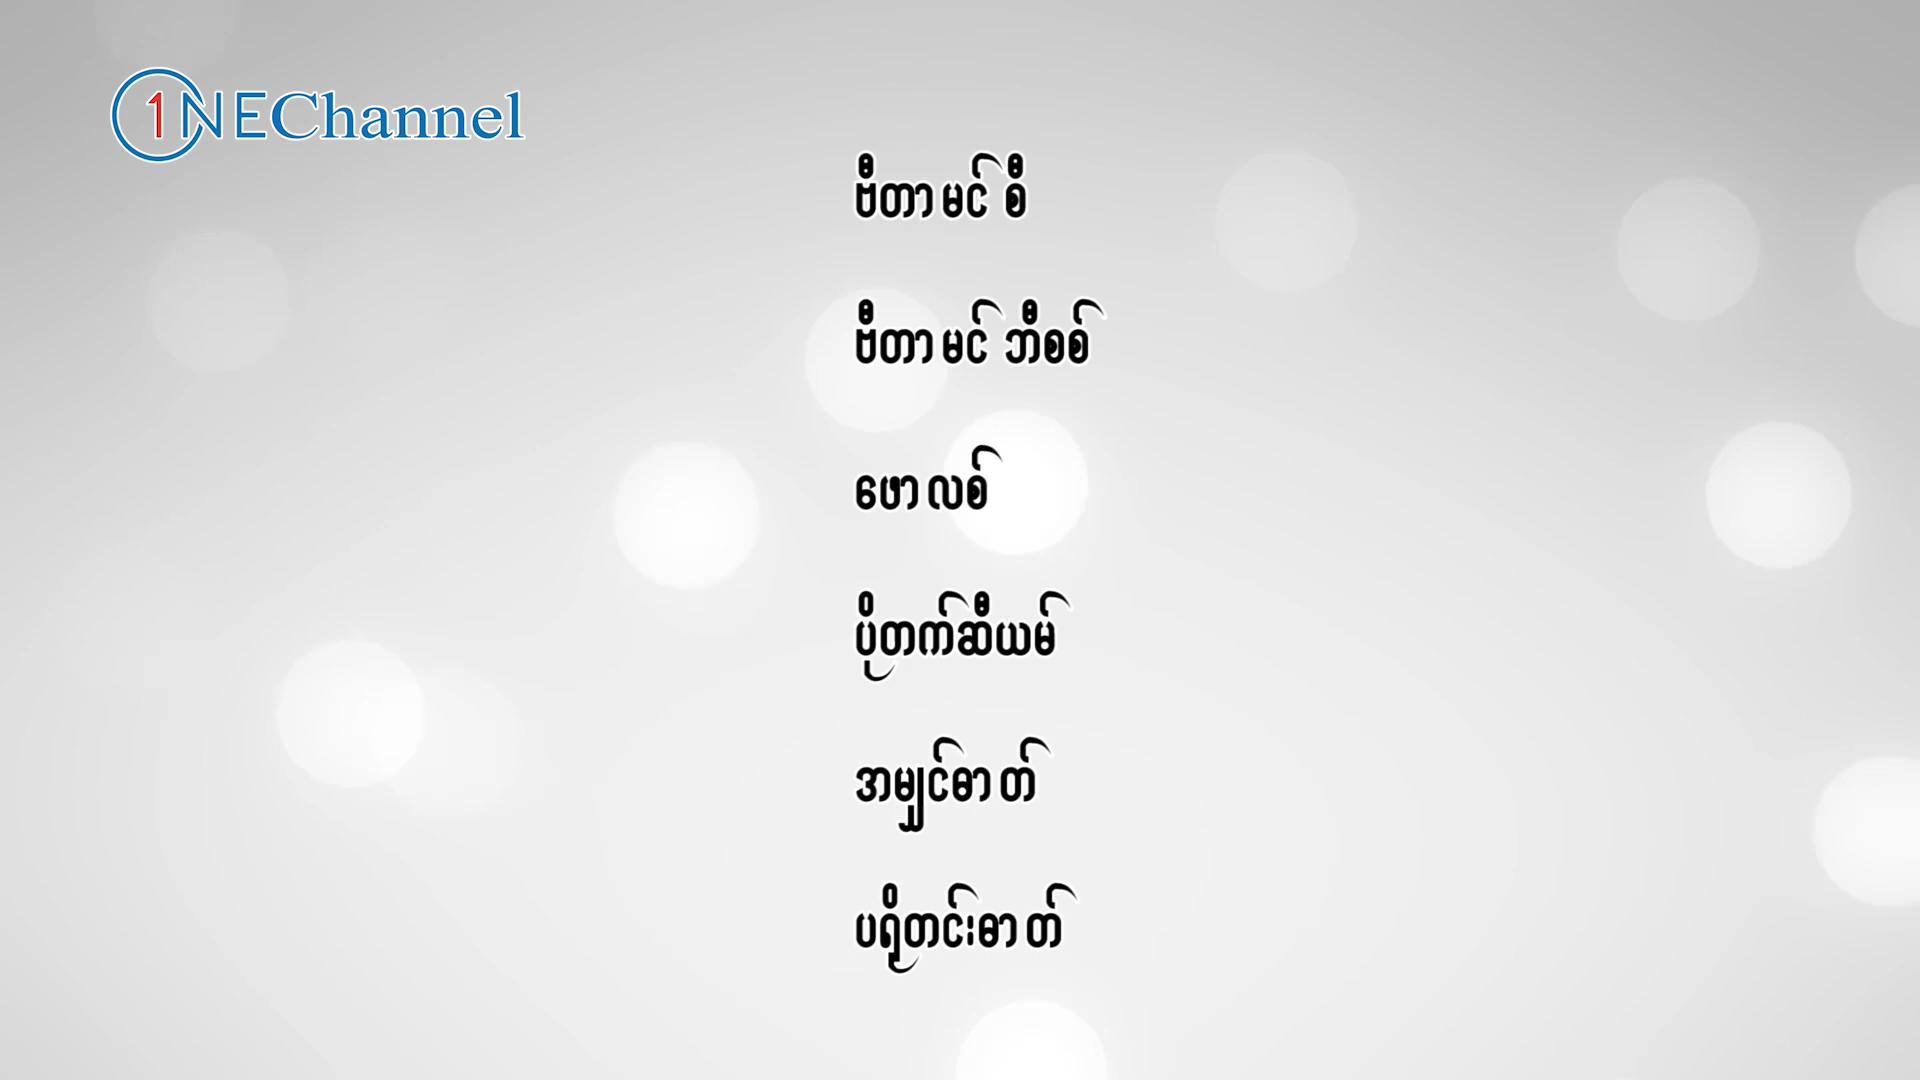 1NEChannel
ဗီတာမင် စီ
ဗီတာမင် ဘီစစ်
ဖောလစ်
ပိုတက်ဆီယမ်
အမျှင်ဓာတ်
ပရိုတင်းဓာတ်